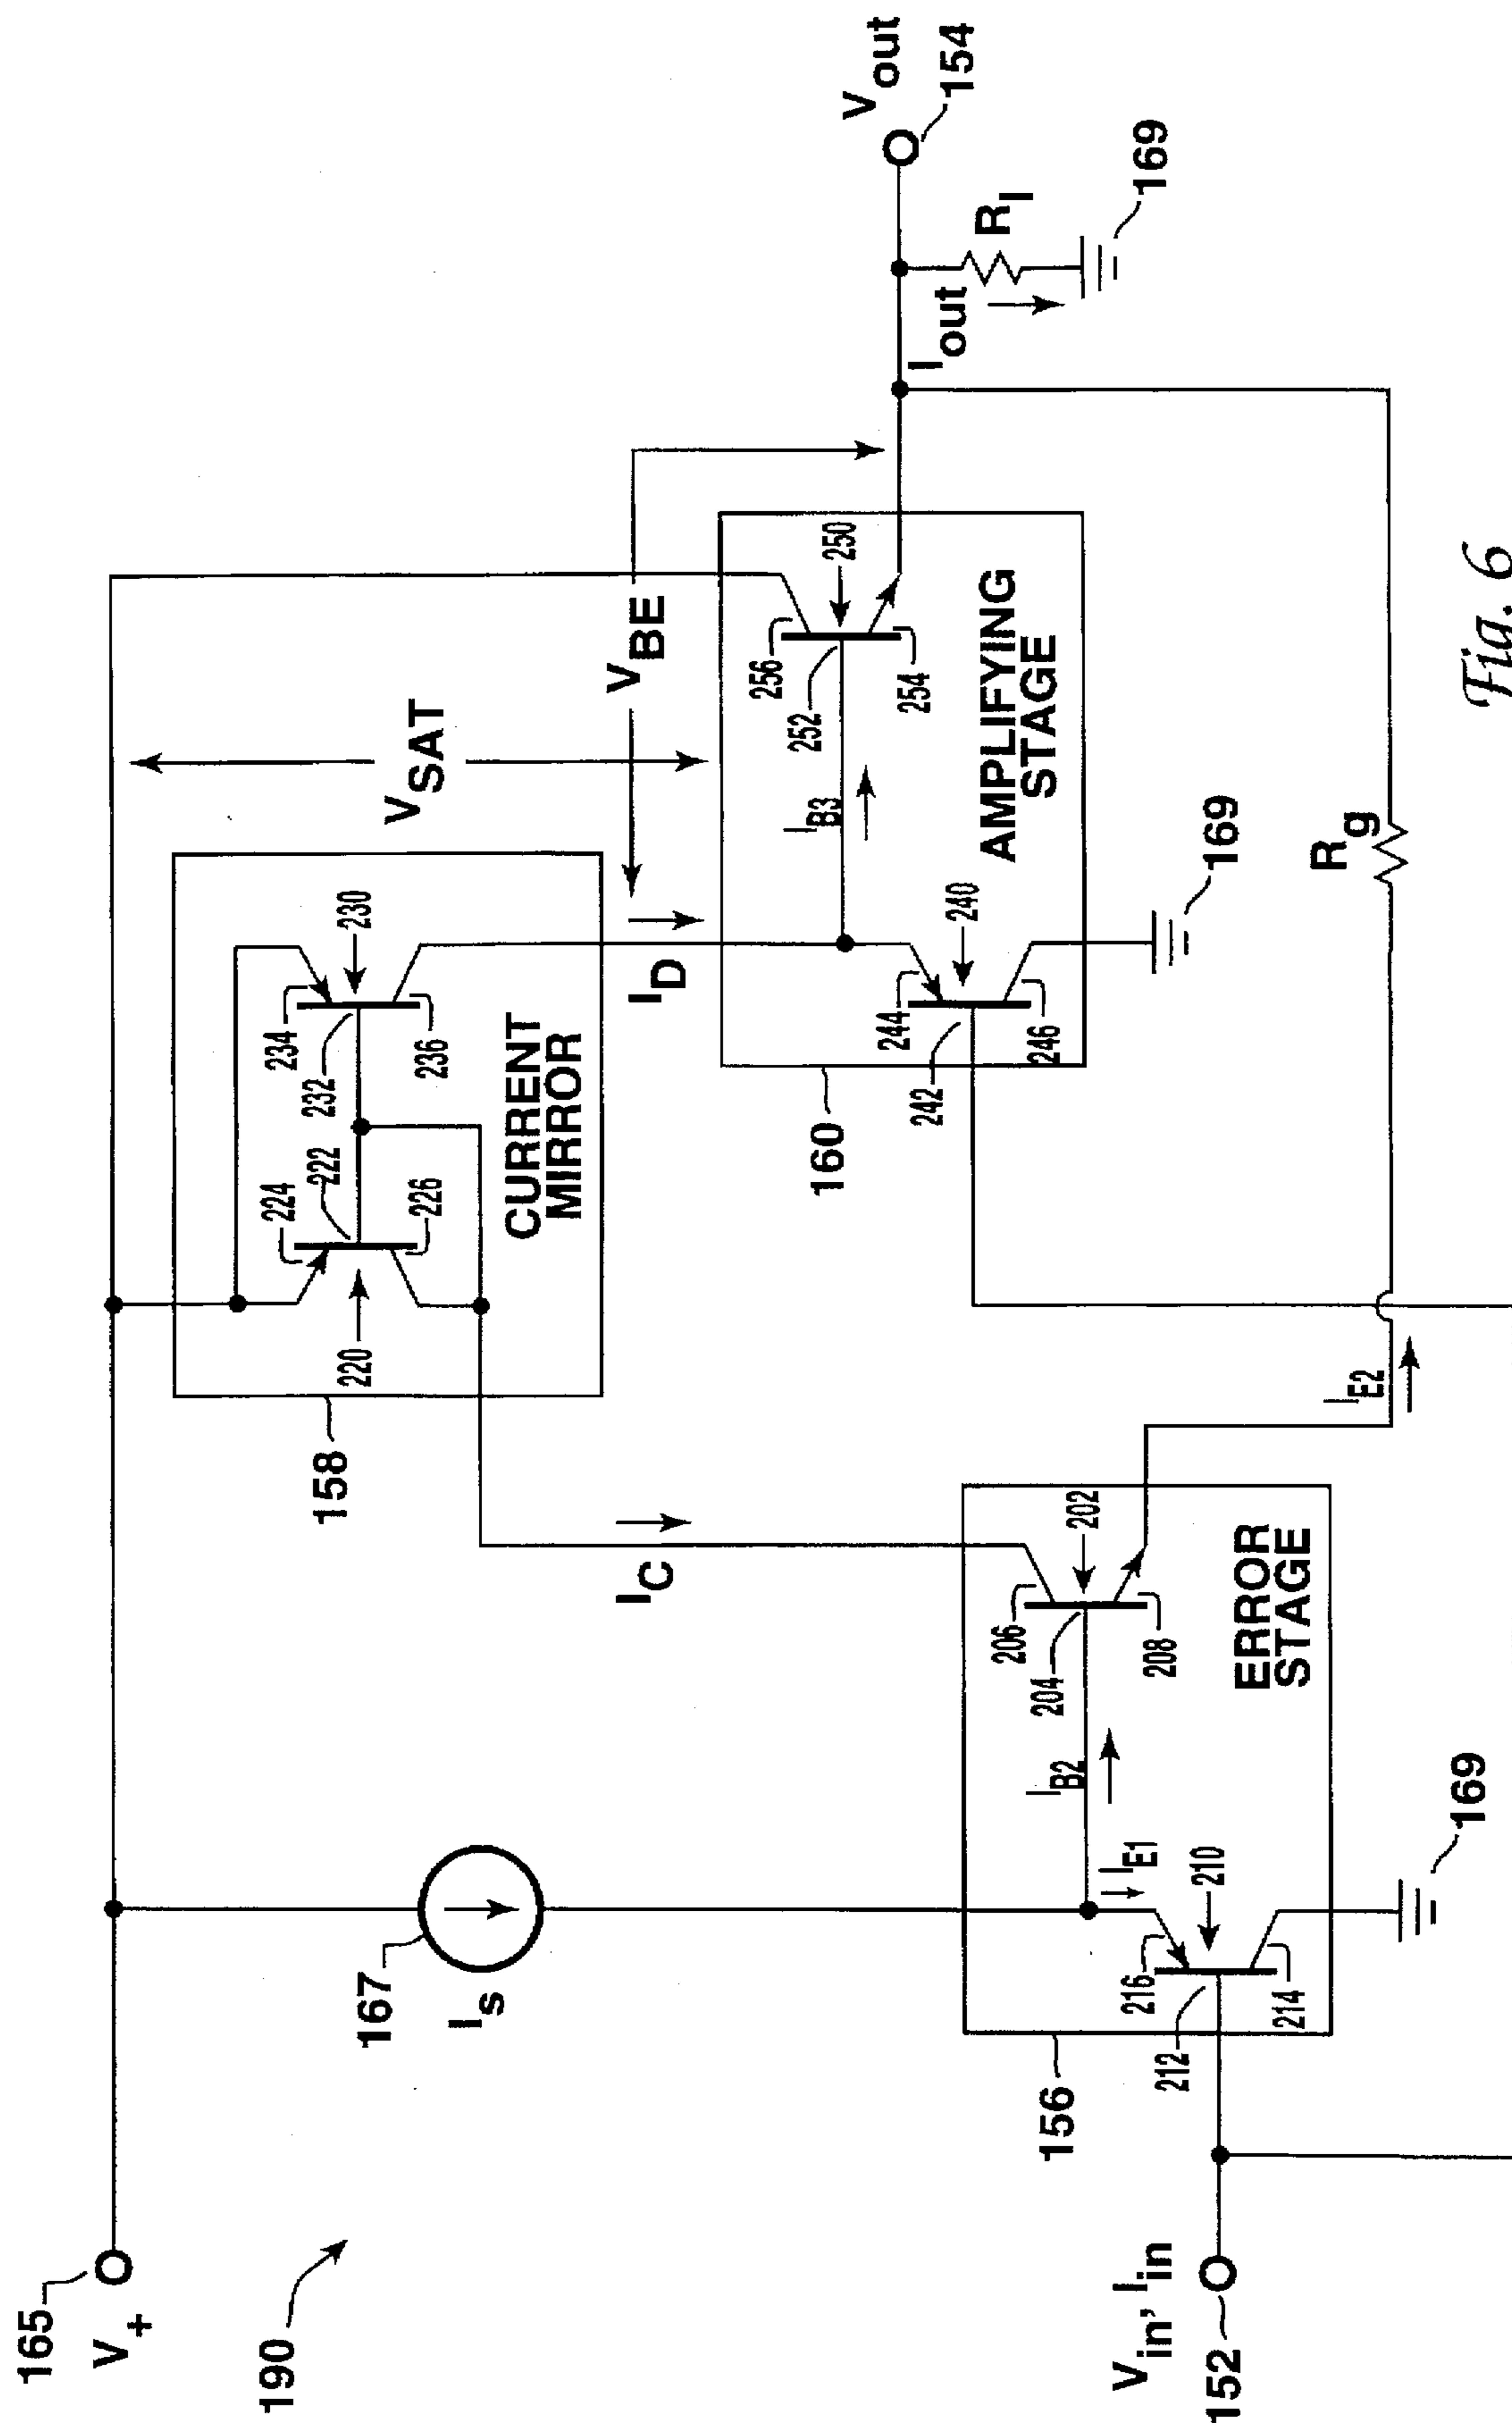 165
V+
190
167
Is
158
220
224
222
226
232
234
230
236
CURRENT
MIRROR
VSAT
VBE
IC
ID
156
212
216
210
214
IE1
IB2
204
206
202
208
ERROR
STAGE
169
Vin, Iin
152
160
242
244
240
246
IB3
252
256
250
254
AMPLIFYING
STAGE
169
IE2
Rg
Iout
Rl
169
Vout
154
Fig. 6